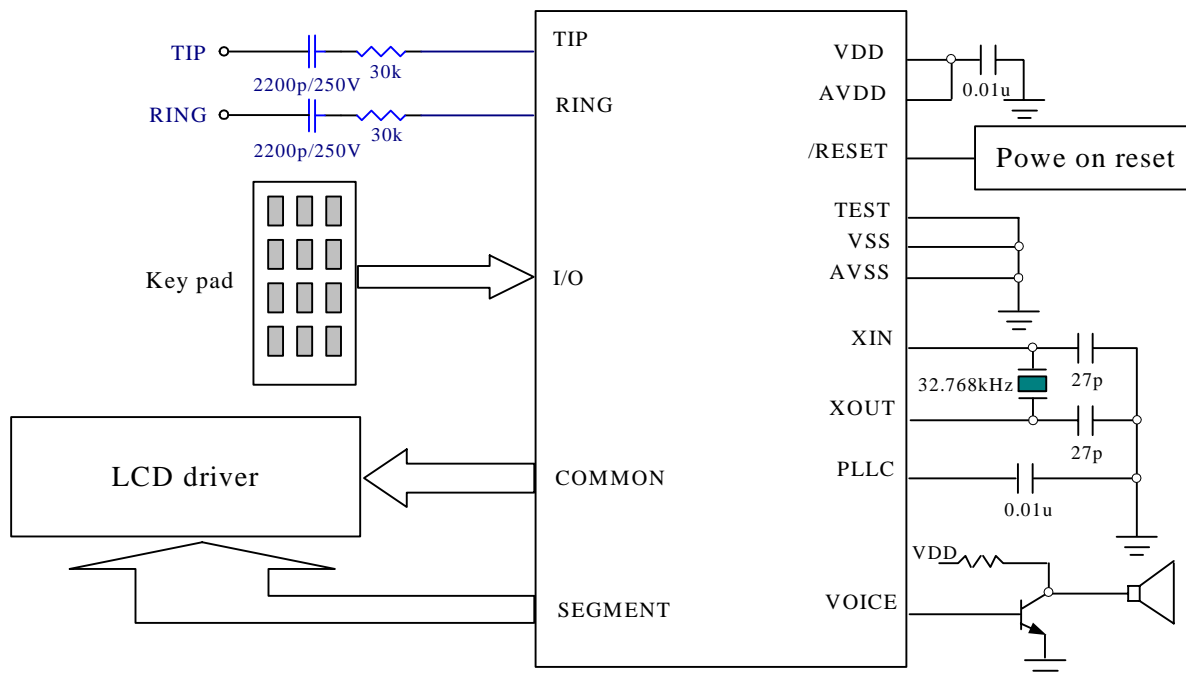 TIP
2200p/250V
30k
RING
2200p/250V
30k
Key pad
LCD driver
TIP
RING
I/O
COMMON
SEGMENT
VDD
AVDD
/RESET
TEST
VSS
AVSS
XIN
XOUT
PLLC
VOICE
0.01u
Powe on reset
32.768kHz
27p
27p
0.01u
VDD